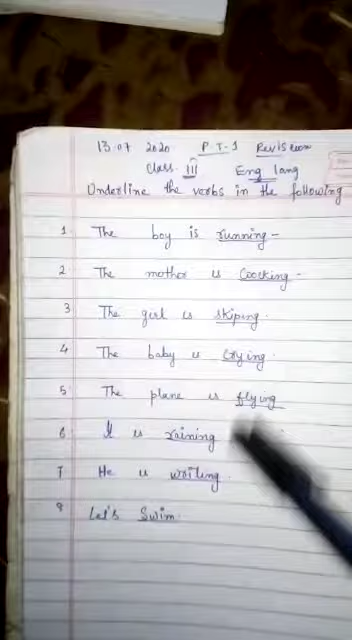 13.07 2020 P.T-1 Revision
Class. III Eng lang
Underline the verbs in the following
1. The boy is running -
2 The mother is Coocking -
3 The girl is skiping.
4 The baby is crying.
5 The plane is flying
6 It is raining
7 He is writing.
8 Let's Swim.